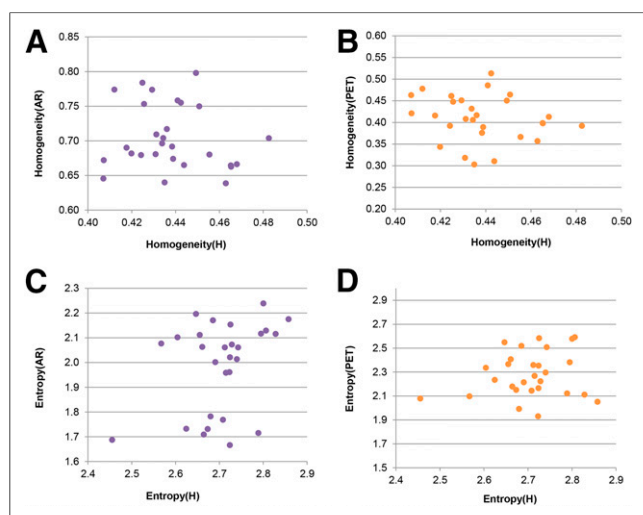 A
0.85
0.80
0.75
0.70
0.65
0.60
Homogeneity(AR)
0.40 0.42 0.44 0.46 0.48 0.50
Homogeneity(H)
B
0.60
0.55
0.50
0.45
0.40
0.35
0.30
0.25
0.20
Homogeneity(PET)
0.40 0.42 0.44 0.46 0.48 0.50
Homogeneity(H)
C
2.3
2.2
2.1
2.0
1.9
1.8
1.7
1.6
Entropy(AR)
2.4 2.5 2.6 2.7 2.8 2.9
Entropy(H)
D
2.9
2.7
2.5
2.3
2.1
1.9
1.7
1.5
Entropy(PET)
2.4 2.5 2.6 2.7 2.8 2.9
Entropy(H)